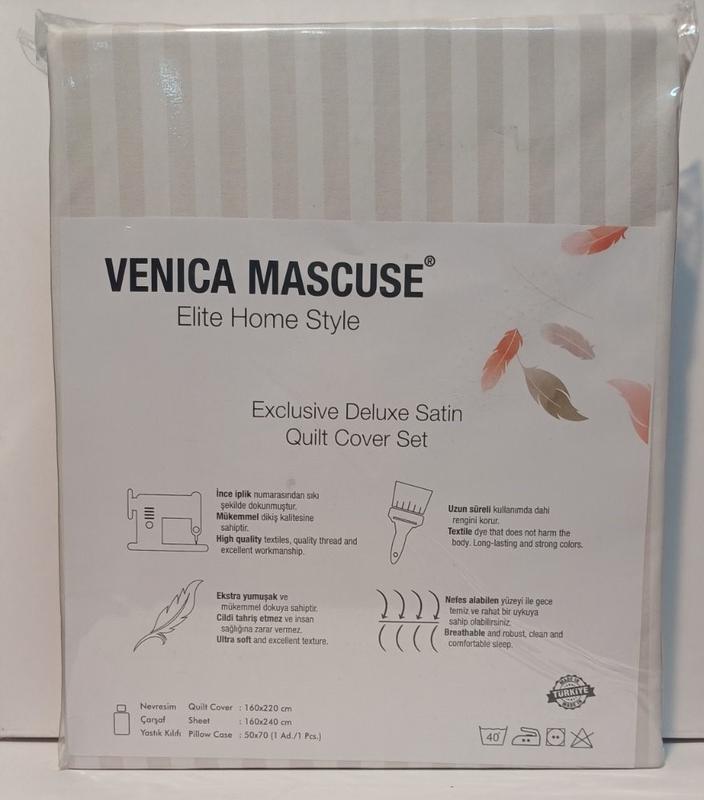 VENICA MASCUSE®
Elite Home Style
Exclusive Deluxe Satin
Quilt Cover Set
İnce iplik numarasından sıkı
şekilde dokunmuştur.
Mükemmel dikiş kalitesine
sahiptir.
High quality textiles, quality thread and
excellent workmanship.
Uzun süreli kullanımda dahi
rengini korur.
Textile dye that does not harm the
body. Long-lasting and strong colors.
Ekstra yumuşak ve
mükemmel dokuya sahiptir.
Cildi tahriş etmez ve insan
sağlığına zarar vermez.
Ultra soft and excellent texture.
Nefes alabilen yüzeyi ile gece
temiz ve rahat bir uykuya
sahip olabilirsiniz.
Breathable and robust, clean and
comfortable sleep.
MADE IN
TÜRKİYE
MADE IN
Nevresim Quilt Cover : 160x220 cm
Çarşaf Sheet : 160x240 cm
Yastık Kılıfı Pillow Case : 50x70 (1 Ad./1 Pcs.)
40°